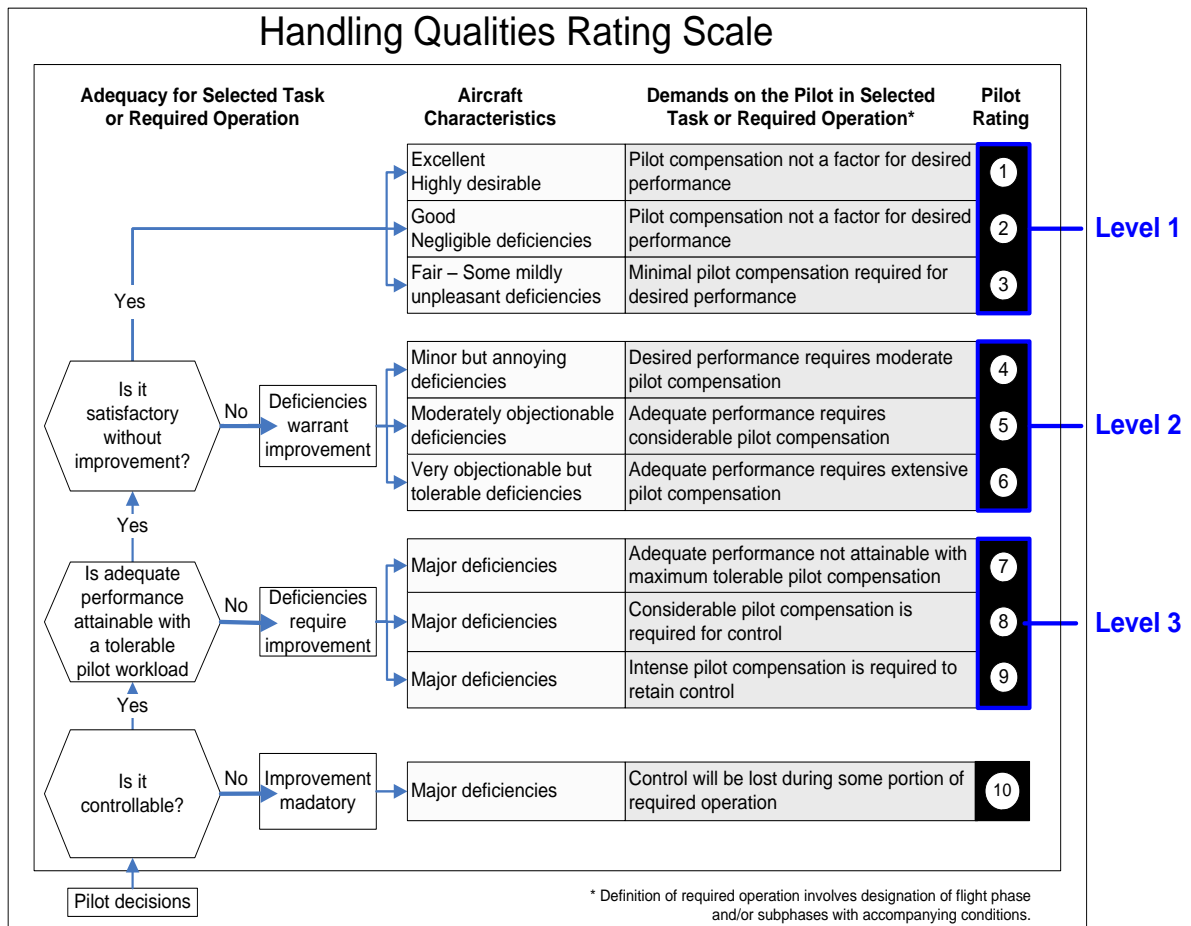 Handling Qualities Rating Scale
Adequacy for Selected Task
or Required Operation
Aircraft
Characteristics
Demands on the Pilot in Selected
Task or Required Operation*
Pilot
Rating
Excellent
Highly desirable
Pilot compensation not a factor for desired
performance
1
Good
Negligible deficiencies
Pilot compensation not a factor for desired
performance
2
Level 1
Fair – Some mildly
unpleasant deficiencies
Minimal pilot compensation required for
desired performance
3
Yes
Is it
satisfactory
without
improvement?
No
Deficiencies
warrant
improvement
Minor but annoying
deficiencies
Desired performance requires moderate
pilot compensation
4
Moderately objectionable
deficiencies
Adequate performance requires
considerable pilot compensation
5
Level 2
Very objectionable but
tolerable deficiencies
Adequate performance requires extensive
pilot compensation
6
Yes
Is adequate
performance
attainable with
a tolerable
pilot workload
No
Deficiencies
require
improvement
Major deficiencies
Adequate performance not attainable with
maximum tolerable pilot compensation
7
Major deficiencies
Considerable pilot compensation is
required for control
8
Level 3
Major deficiencies
Intense pilot compensation is required to
retain control
9
Yes
Is it
controllable?
No
Improvement
madatory
Major deficiencies
Control will be lost during some portion of
required operation
10
Pilot decisions
* Definition of required operation involves designation of flight phase
and/or subphases with accompanying conditions.